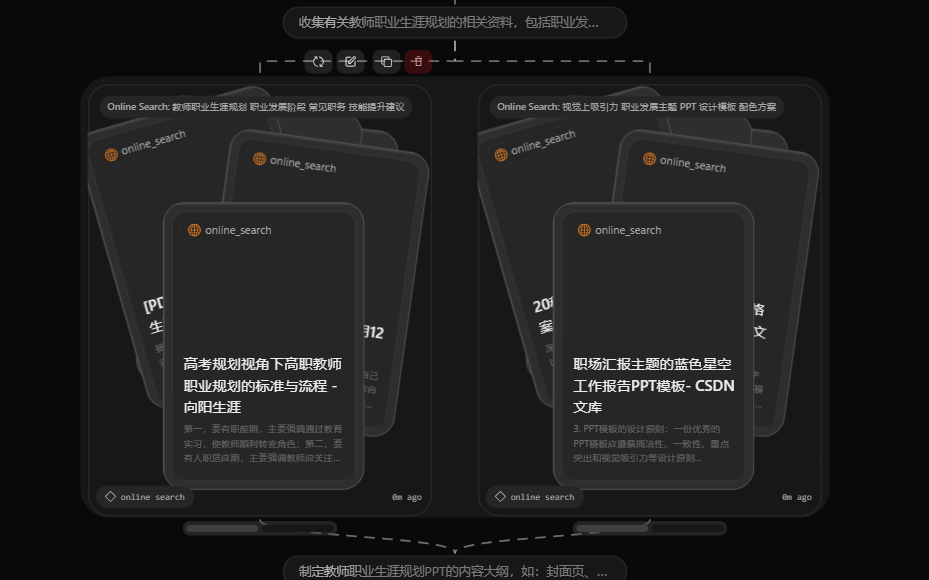 收集有关教师职业生涯规划的相关资料，包括职业发...
Online Search: 教师职业生涯规划 职业发展阶段 常见职务 技能提升建议
online_search
online_search
online_search
[PD
生
月12
高考规划视角下高职教师
职业规划的标准与流程 -
向阳生涯
第一，要有职前期，主要强调通过教育
实习，使教师顺利转变角色；第二，要
有入职适应期，主要强调教师应关注...
online search
0m ago
Online Search: 视觉上吸引力 职业发展主题 PPT 设计模板 配色方案
online_search
online_search
online_search
20
案
格
文
职场汇报主题的蓝色星空
工作报告PPT模板- CSDN
文库
3. PPT模板的设计原则：一份优秀的
PPT模板应遵循简洁性、一致性、重点
突出和视觉吸引力等设计原则...
online search
0m ago
制定教师职业生涯规划PPT的内容大纲，如：封面页、...